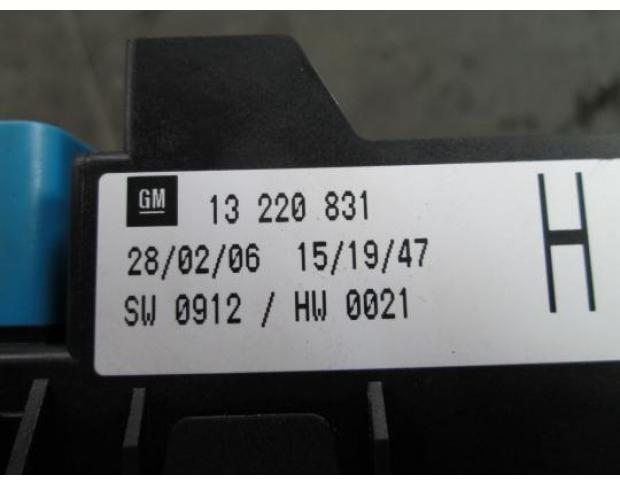 GM 13 220 831
28/02/06 15/19/47
SW 0912 / HW 0021
H